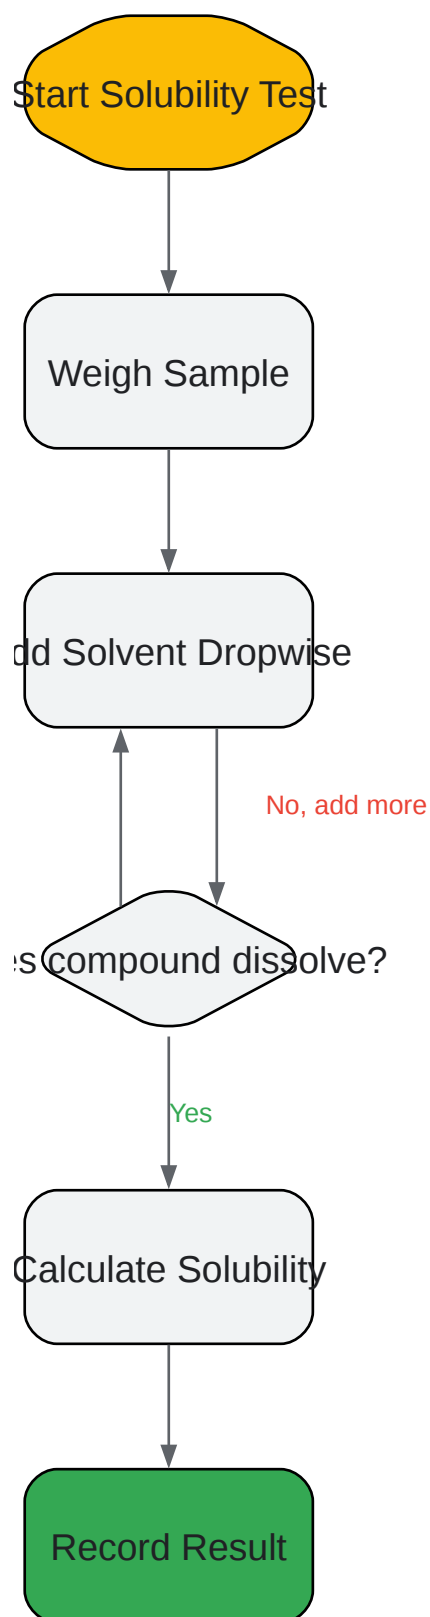 Start Solubility Test
Weigh Sample
dd Solvent Dropwise
No, add more
es compound dissolve?
Yes
Calculate Solubility
Record Result